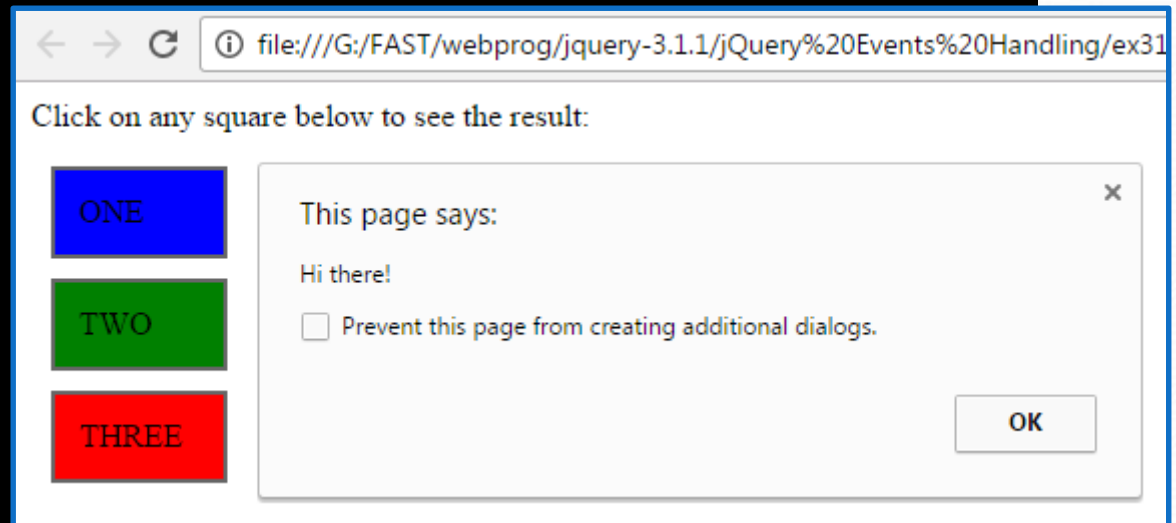 file:///G:/FAST/webprog/jquery-3.1.1/jQuery%20Events%20Handling/ex31
Click on any square below to see the result:
ONE
TWO
THREE
This page says:
Hi there!
Prevent this page from creating additional dialogs.
OK